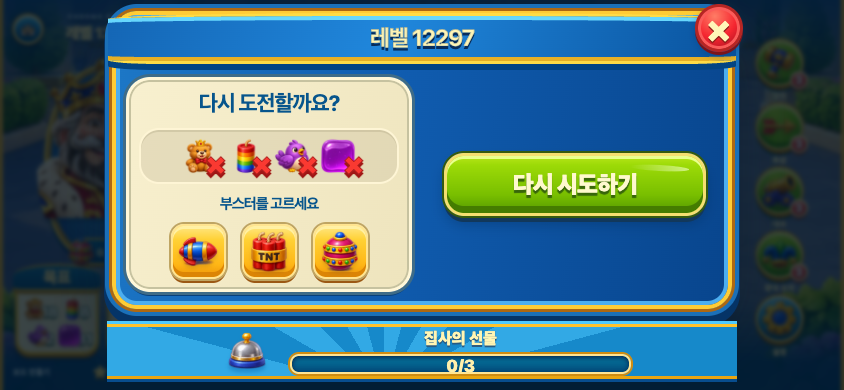 레벨 12297
다시 도전할까요?
부스터를 고르세요
TNT
다시 시도하기
집사의 선물
0/3